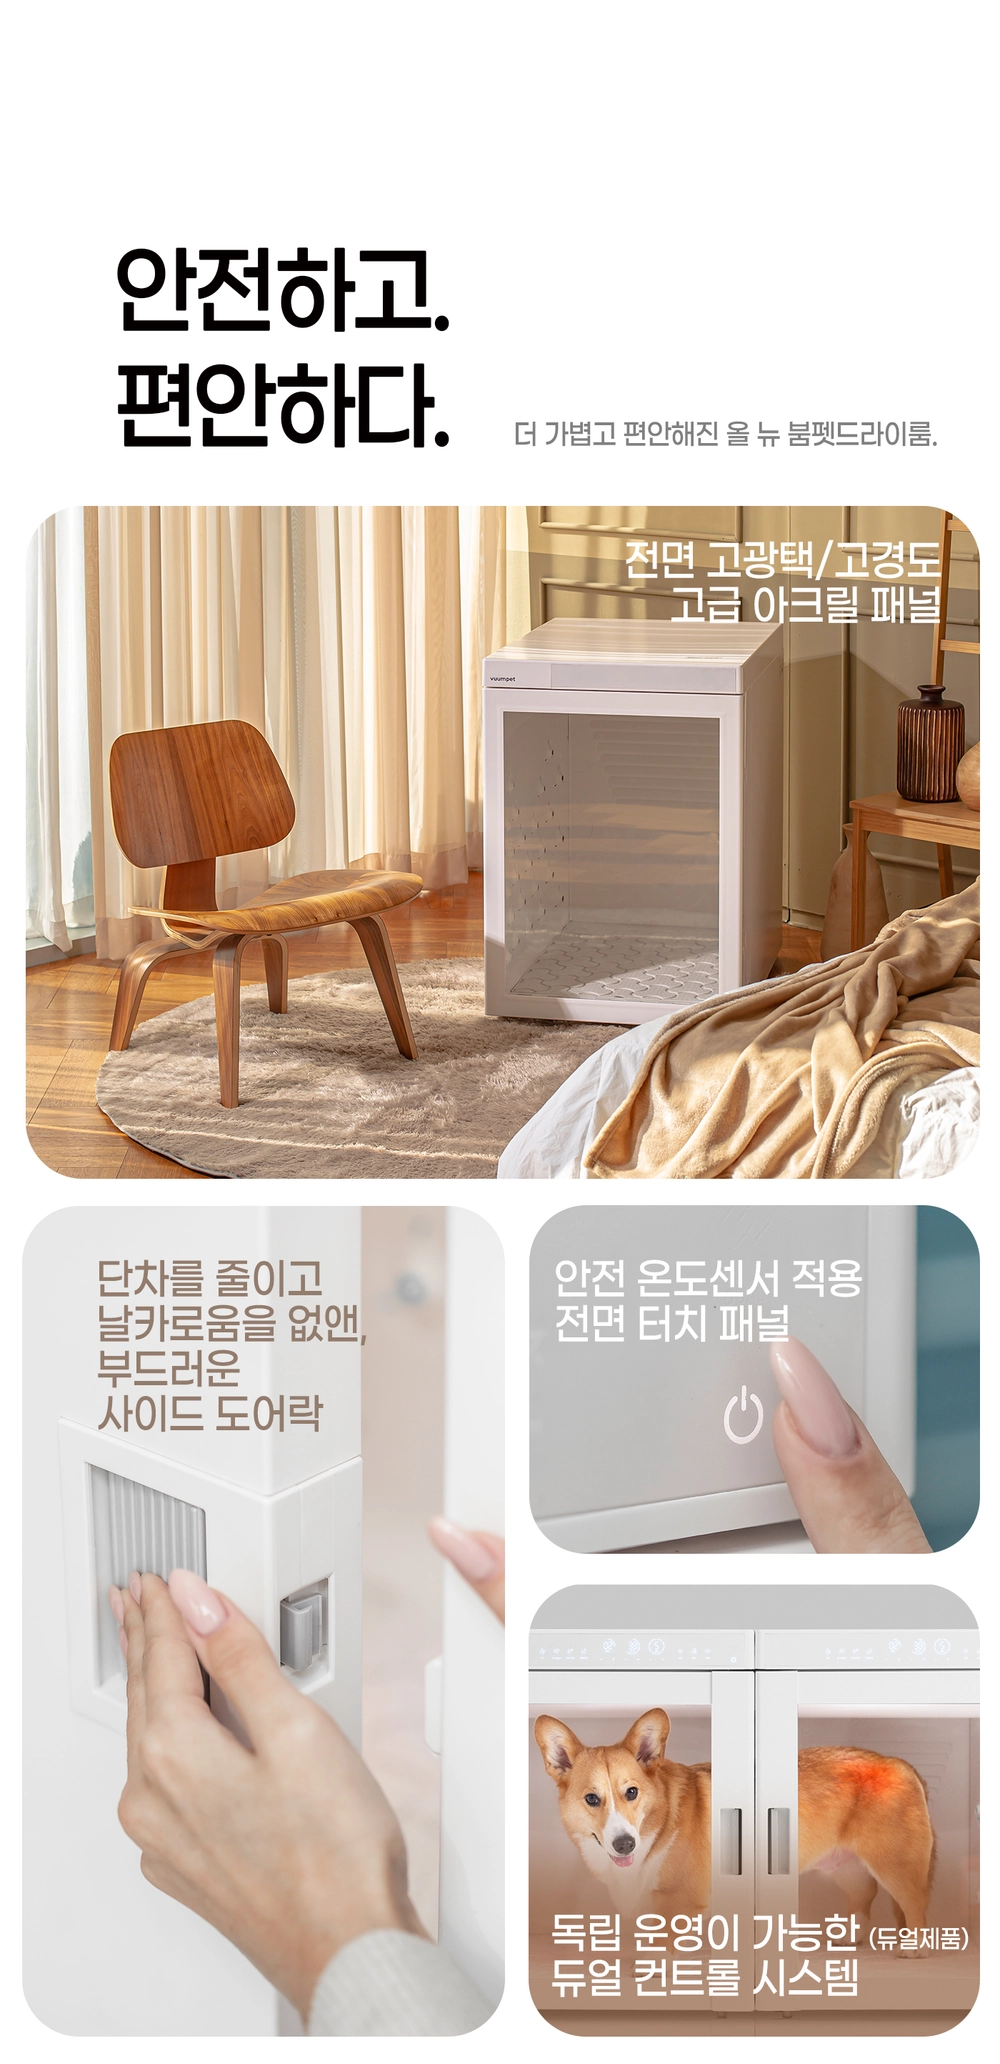 안전하고.
편안하다.
더 가볍고 편안해진 올 뉴 붐펫드라이룸.
전면 고광택/고경도
고급 아크릴 패널
vuumpet
단차를 줄이고
날카로움을 없앤,
부드러운
사이드 도어락
안전 온도센서 적용
전면 터치 패널
독립 운영이 가능한 (듀얼제품)
듀얼 컨트롤 시스템